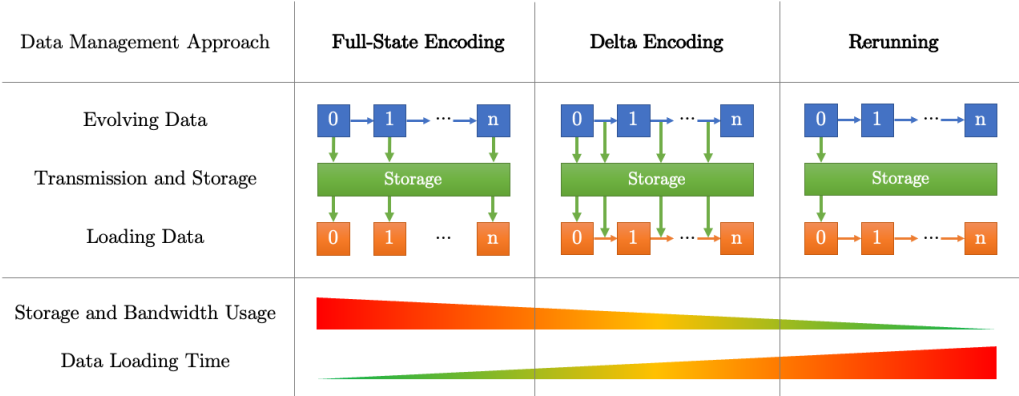 Data Management Approach Full-State Encoding Delta Encoding Rerunning
Evolving Data 0 1 ... n 0 1 ... n 0 1 ... n
Transmission and Storage Storage Storage Storage
Loading Data 0 1 ... n 0 1 ... n 0 1 ... n
Storage and Bandwidth Usage
Data Loading Time